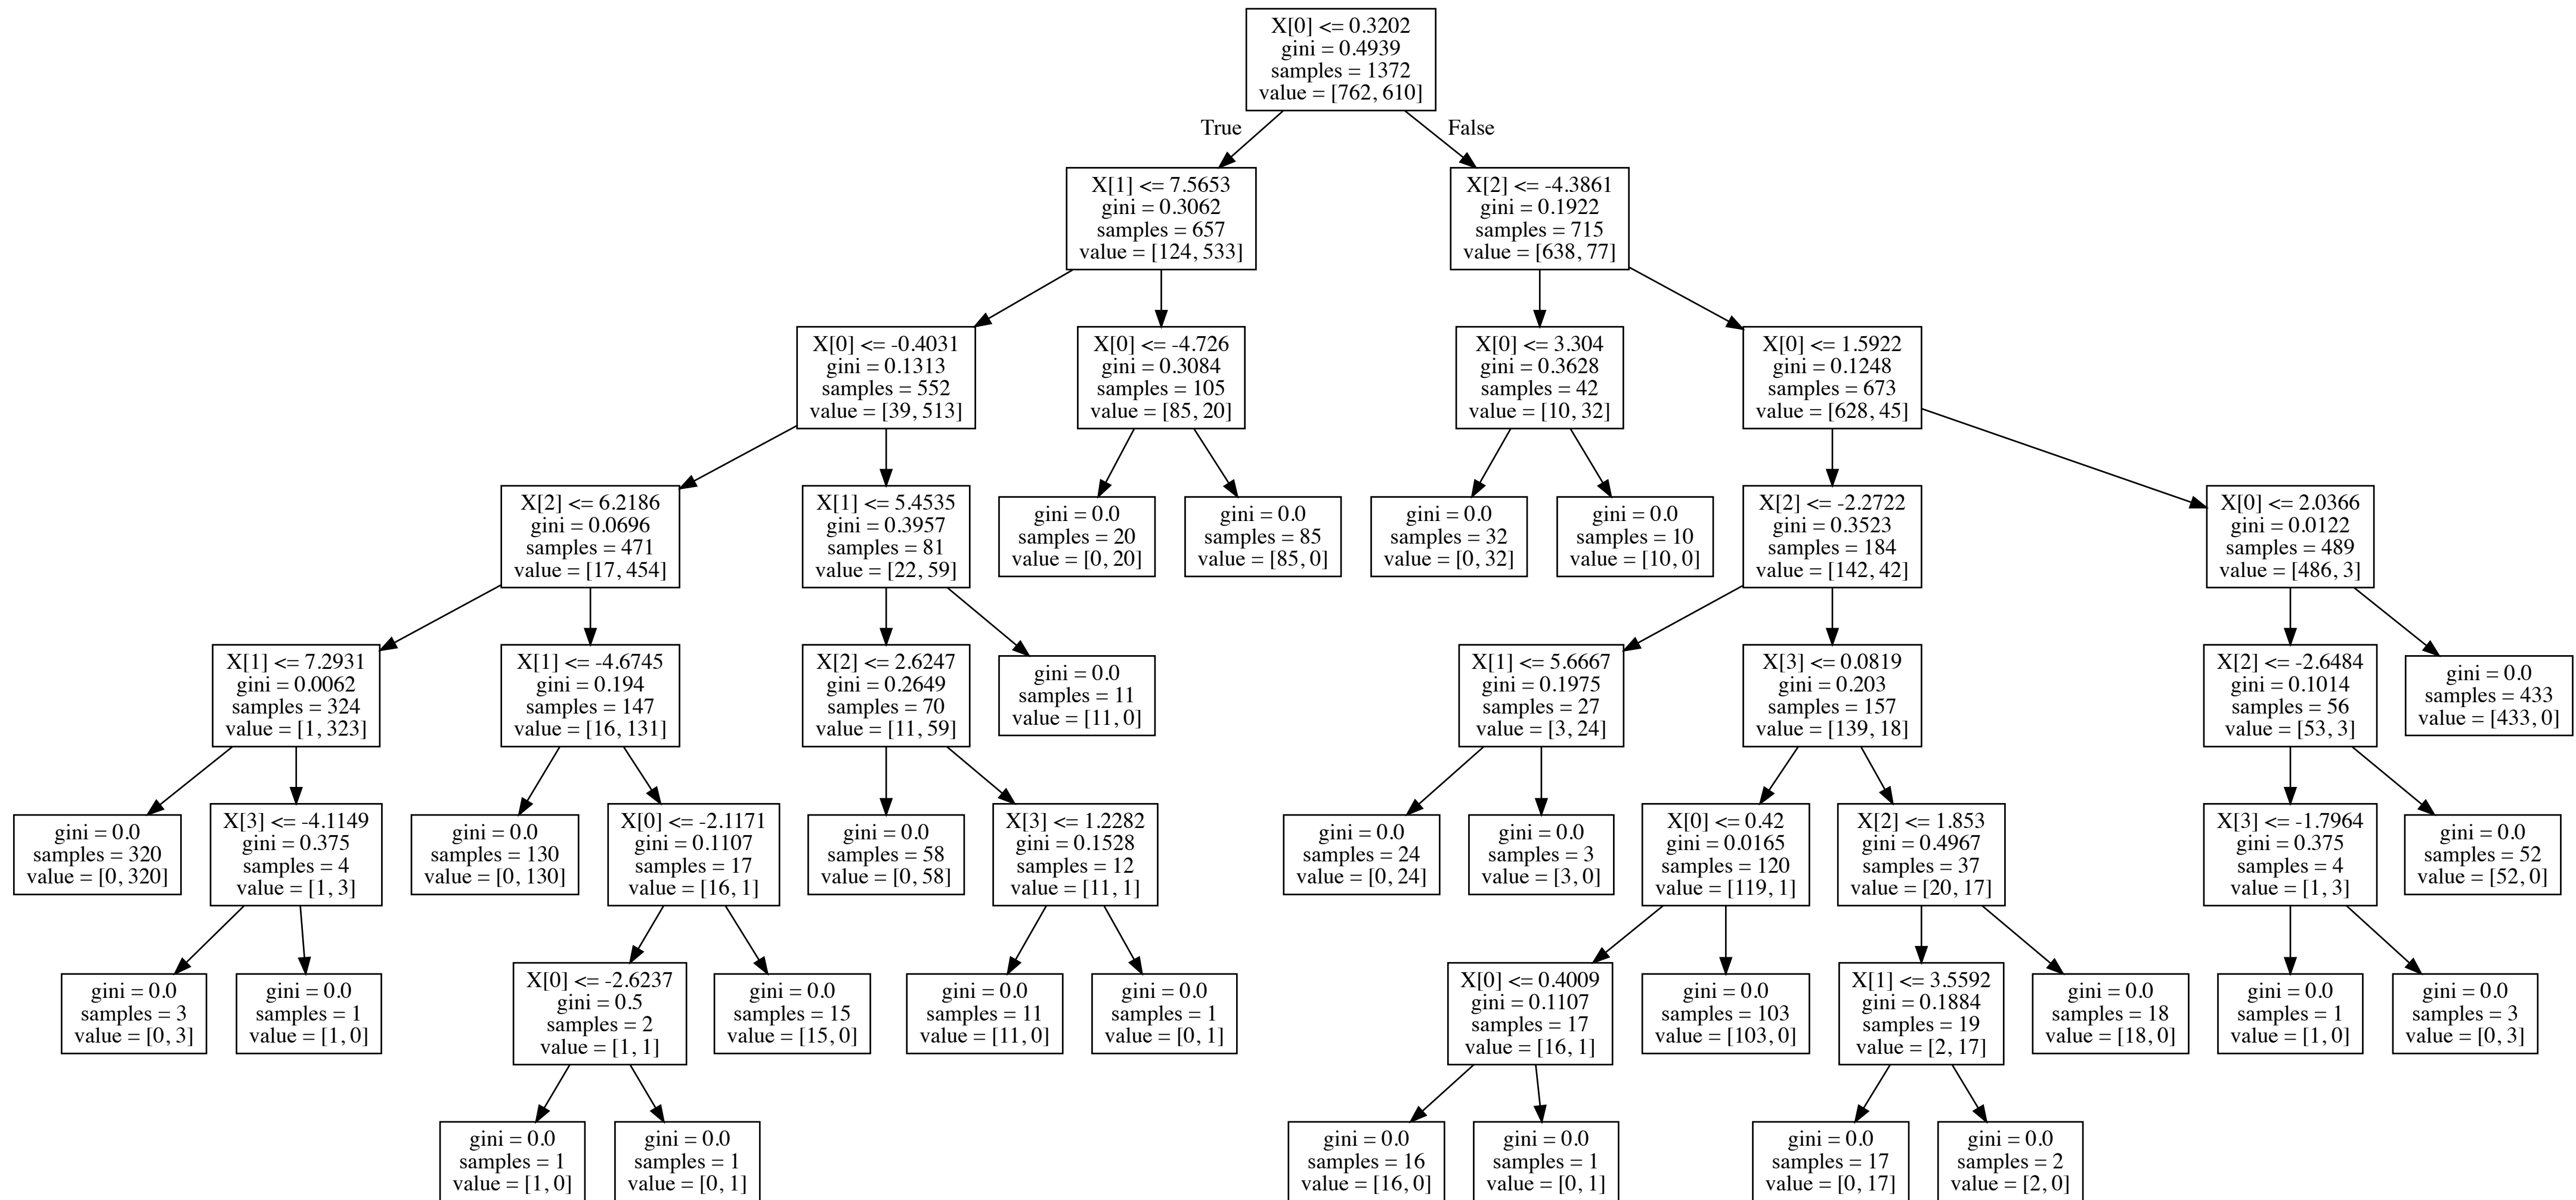 X[0] <= 0.3202
gini = 0.4939
samples = 1372
value = [762, 610]
True
False
X[1] <= 7.5653
gini = 0.3062
samples = 657
value = [124, 533]
X[2] <= -4.3861
gini = 0.1922
samples = 715
value = [638, 77]
X[0] <= -0.4031
gini = 0.1313
samples = 552
value = [39, 513]
X[0] <= -4.726
gini = 0.3084
samples = 105
value = [85, 20]
X[0] <= 3.304
gini = 0.3628
samples = 42
value = [10, 32]
X[0] <= 1.5922
gini = 0.1248
samples = 673
value = [628, 45]
X[2] <= 6.2186
gini = 0.0696
samples = 471
value = [17, 454]
X[1] <= 5.4535
gini = 0.3957
samples = 81
value = [22, 59]
gini = 0.0
samples = 20
value = [0, 20]
gini = 0.0
samples = 85
value = [85, 0]
gini = 0.0
samples = 32
value = [0, 32]
gini = 0.0
samples = 10
value = [10, 0]
X[2] <= -2.2722
gini = 0.3523
samples = 184
value = [142, 42]
X[0] <= 2.0366
gini = 0.0122
samples = 489
value = [486, 3]
X[1] <= 7.2931
gini = 0.0062
samples = 324
value = [1, 323]
X[1] <= -4.6745
gini = 0.194
samples = 147
value = [16, 131]
X[2] <= 2.6247
gini = 0.2649
samples = 70
value = [11, 59]
gini = 0.0
samples = 11
value = [11, 0]
X[1] <= 5.6667
gini = 0.1975
samples = 27
value = [3, 24]
X[3] <= 0.0819
gini = 0.203
samples = 157
value = [139, 18]
X[2] <= -2.6484
gini = 0.1014
samples = 56
value = [53, 3]
gini = 0.0
samples = 433
value = [433, 0]
gini = 0.0
samples = 320
value = [0, 320]
X[3] <= -4.1149
gini = 0.375
samples = 4
value = [1, 3]
gini = 0.0
samples = 130
value = [0, 130]
X[0] <= -2.1171
gini = 0.1107
samples = 17
value = [16, 1]
gini = 0.0
samples = 58
value = [0, 58]
X[3] <= 1.2282
gini = 0.1528
samples = 12
value = [11, 1]
gini = 0.0
samples = 24
value = [0, 24]
gini = 0.0
samples = 3
value = [3, 0]
X[0] <= 0.42
gini = 0.0165
samples = 120
value = [119, 1]
X[2] <= 1.853
gini = 0.4967
samples = 37
value = [20, 17]
X[3] <= -1.7964
gini = 0.375
samples = 4
value = [1, 3]
gini = 0.0
samples = 52
value = [52, 0]
gini = 0.0
samples = 3
value = [0, 3]
gini = 0.0
samples = 1
value = [1, 0]
X[0] <= -2.6237
gini = 0.5
samples = 2
value = [1, 1]
gini = 0.0
samples = 15
value = [15, 0]
gini = 0.0
samples = 11
value = [11, 0]
gini = 0.0
samples = 1
value = [0, 1]
X[0] <= 0.4009
gini = 0.1107
samples = 17
value = [16, 1]
gini = 0.0
samples = 103
value = [103, 0]
X[1] <= 3.5592
gini = 0.1884
samples = 19
value = [2, 17]
gini = 0.0
samples = 18
value = [18, 0]
gini = 0.0
samples = 1
value = [1, 0]
gini = 0.0
samples = 3
value = [0, 3]
gini = 0.0
samples = 1
value = [1, 0]
gini = 0.0
samples = 1
value = [0, 1]
gini = 0.0
samples = 16
value = [16, 0]
gini = 0.0
samples = 1
value = [0, 1]
gini = 0.0
samples = 17
value = [0, 17]
gini = 0.0
samples = 2
value = [2, 0]